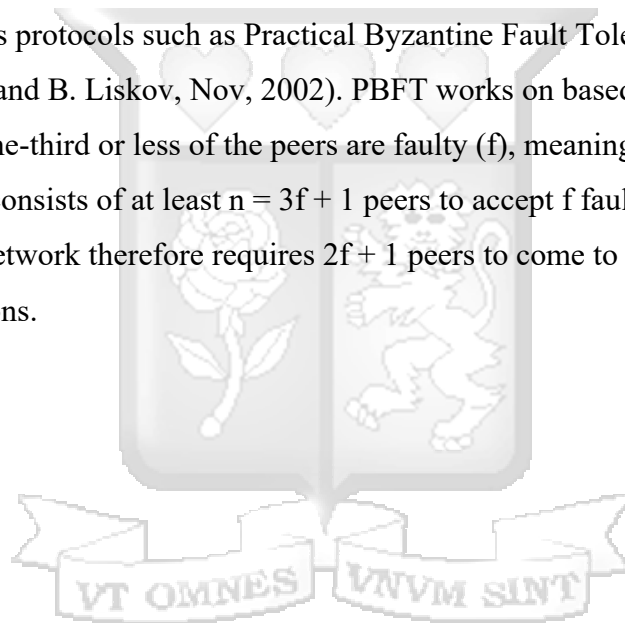 s protocols such as Practical Byzantine Fault Tole
and B. Liskov, Nov, 2002). PBFT works on based
ne-third or less of the peers are faulty (f), meaning
onsists of at least n = 3f + 1 peers to accept f faul
etwork therefore requires 2f + 1 peers to come to
ons.
VT OMNES VNVM SINT